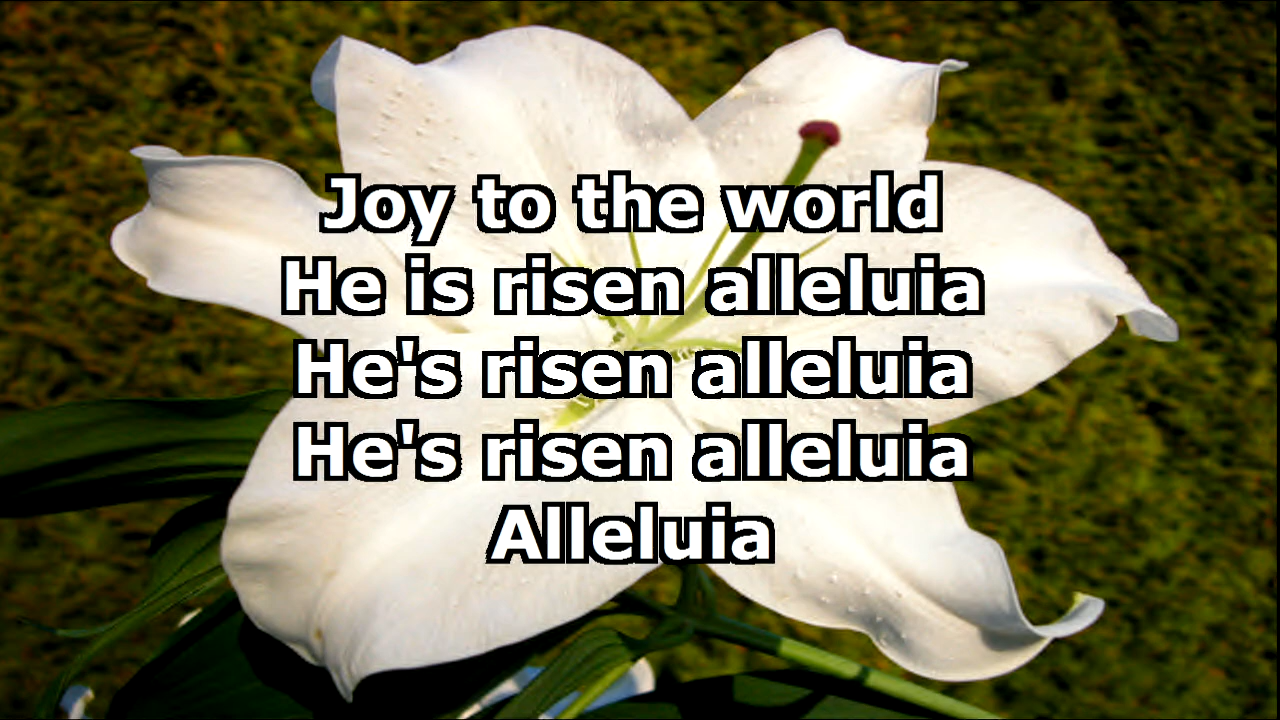 Joy to the world
He is risen alleluia
He's risen alleluia
He's risen alleluia
Alleluia